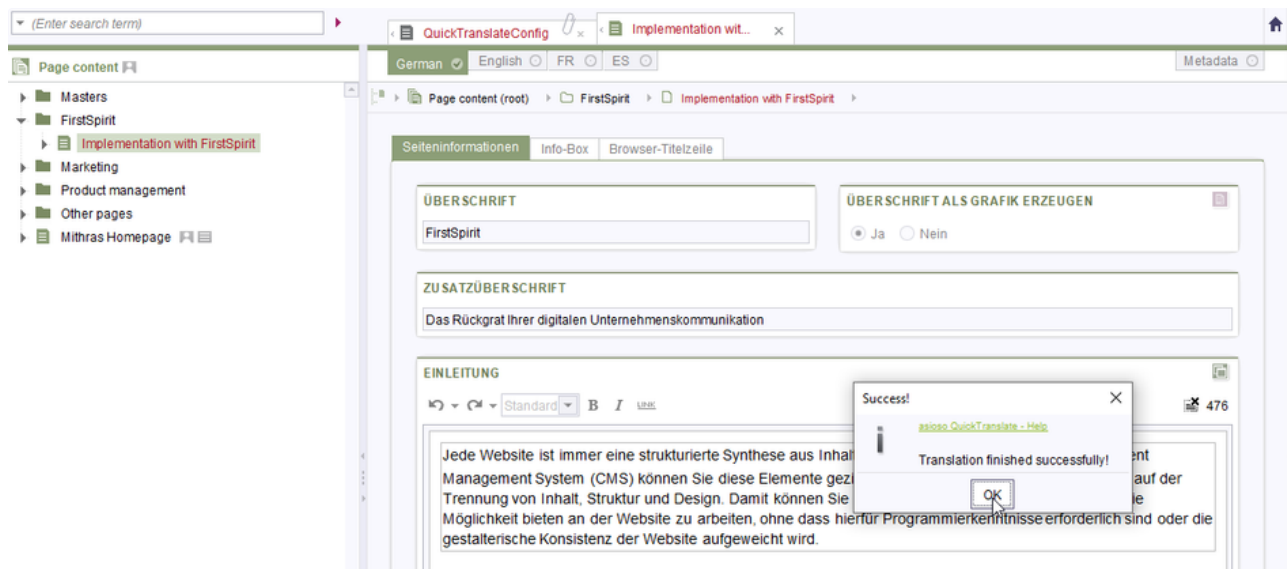 (Enter search term)
QuickTranslateConfig
Implementation wit...
Page content
German English FR ES Metadata
Masters
Page content (root) FirstSpirit Implementation with FirstSpirit
FirstSpirit
Implementation with FirstSpirit
Seiteninformationen Info-Box Browser-Titelzeile
Marketing
Product management
Other pages
Mithras Homepage
ÜBERSCHRIFT
ÜBERSCHRIFT ALS GRAFIK ERZEUGEN
FirstSpirit
Ja Nein
ZUSATZÜBERSCHRIFT
Das Rückgrat Ihrer digitalen Unternehmenskommunikation
EINLEITUNG
Standard B I LINK
476
Success!
asioso QuickTranslate - Help
Translation finished successfully!
OK
Jede Website ist immer eine strukturierte Synthese aus
Management System (CMS) können Sie diese Elemente auf der
Trennung von Inhalt, Struktur und Design. Damit können Sie
Möglichkeit bieten an der Website zu arbeiten, ohne dass hierfür Programmierkenntnisse erforderlich sind oder die
gestalterische Konsistenz der Website aufgeweicht wird.